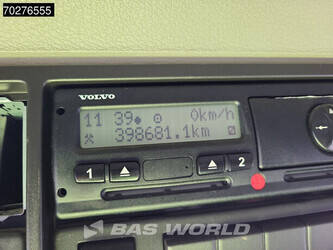 70276555
VOLVO
11 39 0km/h
398681.1km
1 2
BAS WORLD